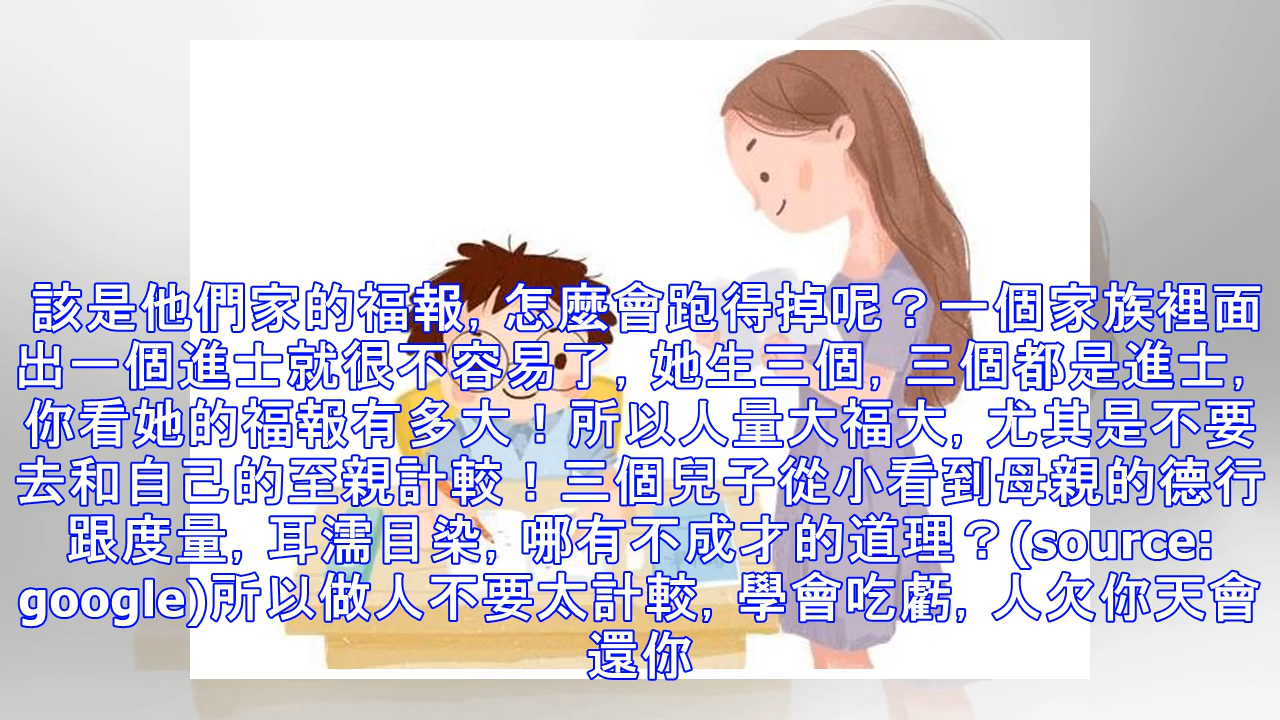 該是他們家的福報, 怎麼會跑得掉呢？一個家族裡面
出一個進士就很不容易了, 她生三個, 三個都是進士,
你看她的福報有多大！所以人量大福大, 尤其是不要
去和自己的至親計較！三個兒子從小看到母親的德行
跟度量, 耳濡目染, 哪有不成才的道理？(source:
google)所以做人不要太計較, 學會吃虧, 人欠你天會
還你